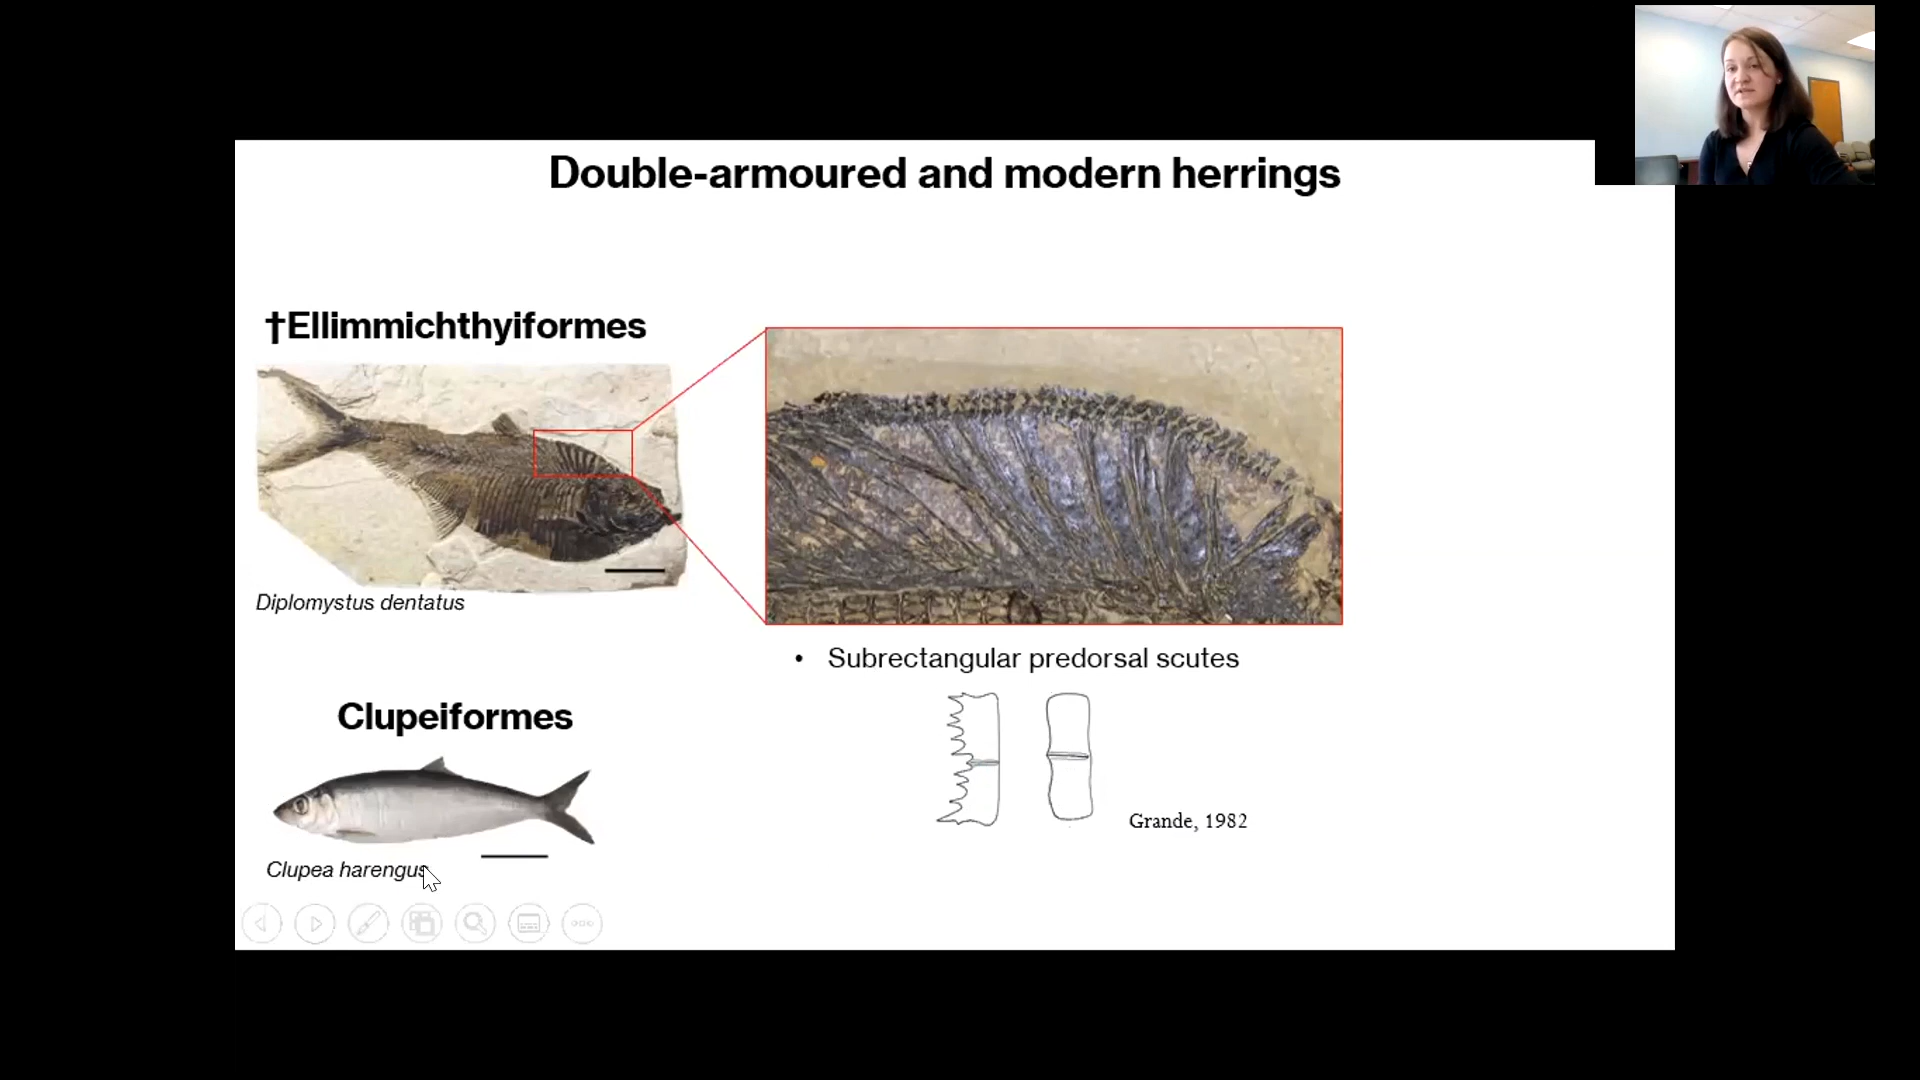 Double-armoured and modern herrings
†Ellimmichthyiformes
Diplomystus dentatus
• Subrectangular predorsal scutes
Grande, 1982
Clupeiformes
Clupea harengus